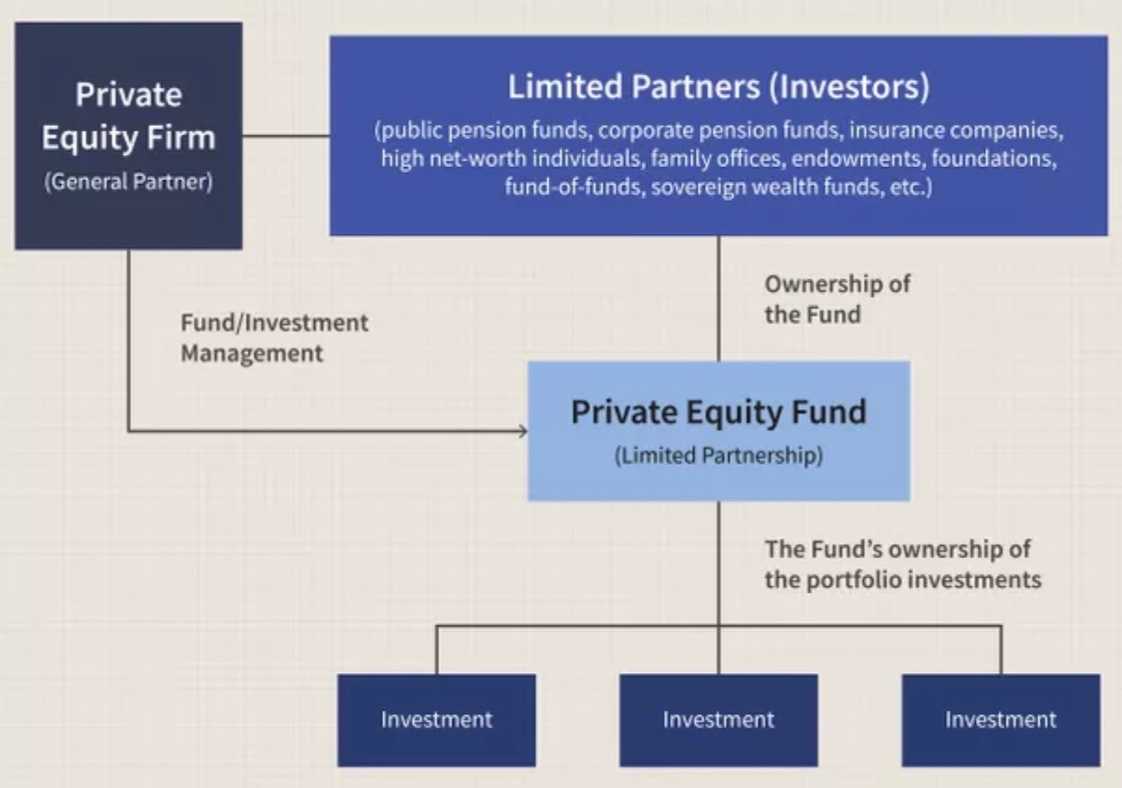 Private
Equity Firm
(General Partner)
Limited Partners (Investors)
(public pension funds, corporate pension funds, insurance companies,
high net-worth individuals, family offices, endowments, foundations,
fund-of-funds, sovereign wealth funds, etc.)
Fund/Investment
Management
Ownership of
the Fund
Private Equity Fund
(Limited Partnership)
The Fund’s ownership of
the portfolio investments
Investment
Investment
Investment